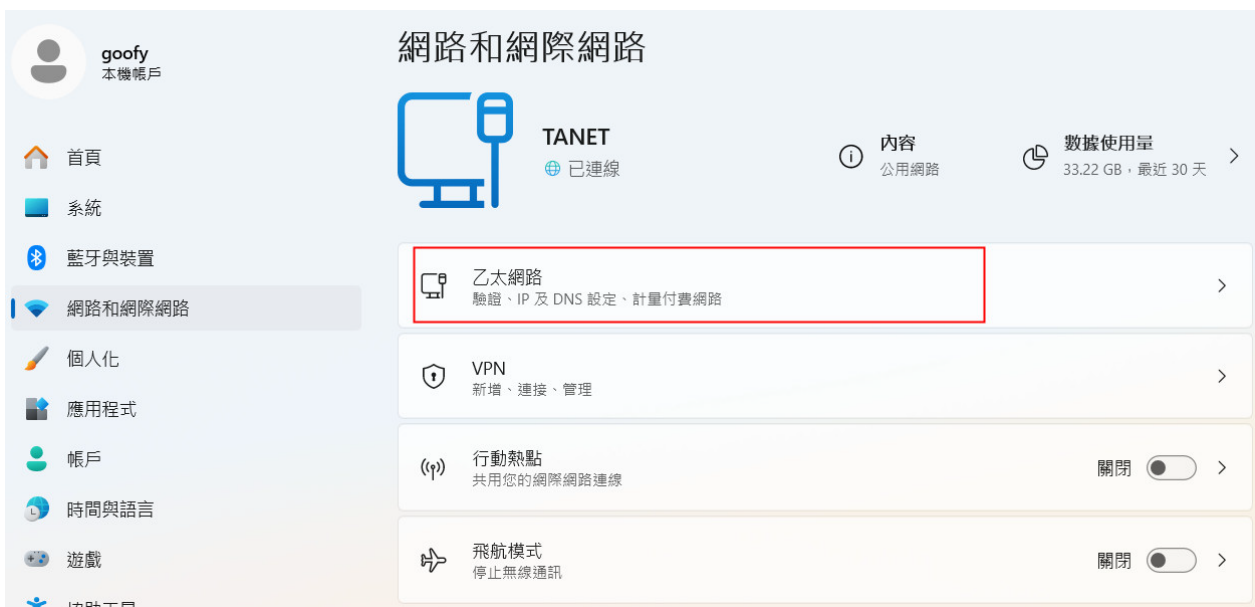 goofy
本機帳戶
首頁
系統
藍牙與裝置
網路和網際網路
個人化
應用程式
帳戶
時間與語言
遊戲
網路和網際網路
TANET
已連線
內容
公用網路
數據使用量
33.22 GB，最近 30 天
乙太網路
驗證、IP 及 DNS 設定、計量付費網路
VPN
新增、連接、管理
行動熱點
共用您的網際網路連線
關閉
飛航模式
停止無線通訊
關閉